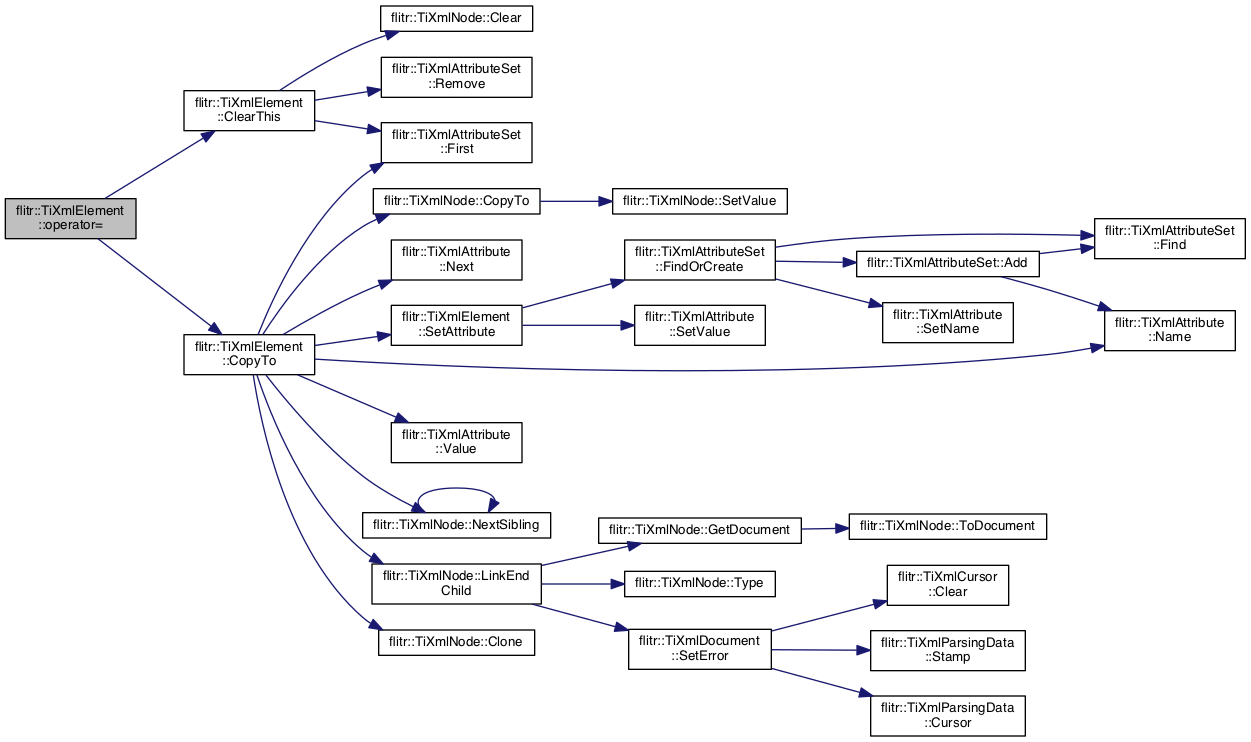 flitr::TiXmlNode::Clear
flitr::TiXmlAttributeSet
::Remove
flitr::TiXmlElement
::ClearThis
flitr::TiXmlAttributeSet
::First
flitr::TiXmlElement
::operator=
flitr::TiXmlNode::CopyTo
flitr::TiXmlNode::SetValue
flitr::TiXmlAttribute
::Next
flitr::TiXmlAttributeSet
::FindOrCreate
flitr::TiXmlAttributeSet::Add
flitr::TiXmlAttributeSet
::Find
flitr::TiXmlElement
::SetAttribute
flitr::TiXmlAttribute
::SetValue
flitr::TiXmlAttribute
::SetName
flitr::TiXmlAttribute
::Name
flitr::TiXmlElement
::CopyTo
flitr::TiXmlAttribute
::Value
flitr::TiXmlNode::NextSibling
flitr::TiXmlNode::GetDocument
flitr::TiXmlNode::ToDocument
flitr::TiXmlNode::LinkEnd
Child
flitr::TiXmlNode::Type
flitr::TiXmlCursor
::Clear
flitr::TiXmlNode::Clone
flitr::TiXmlDocument
::SetError
flitr::TiXmlParsingData
::Stamp
flitr::TiXmlParsingData
::Cursor